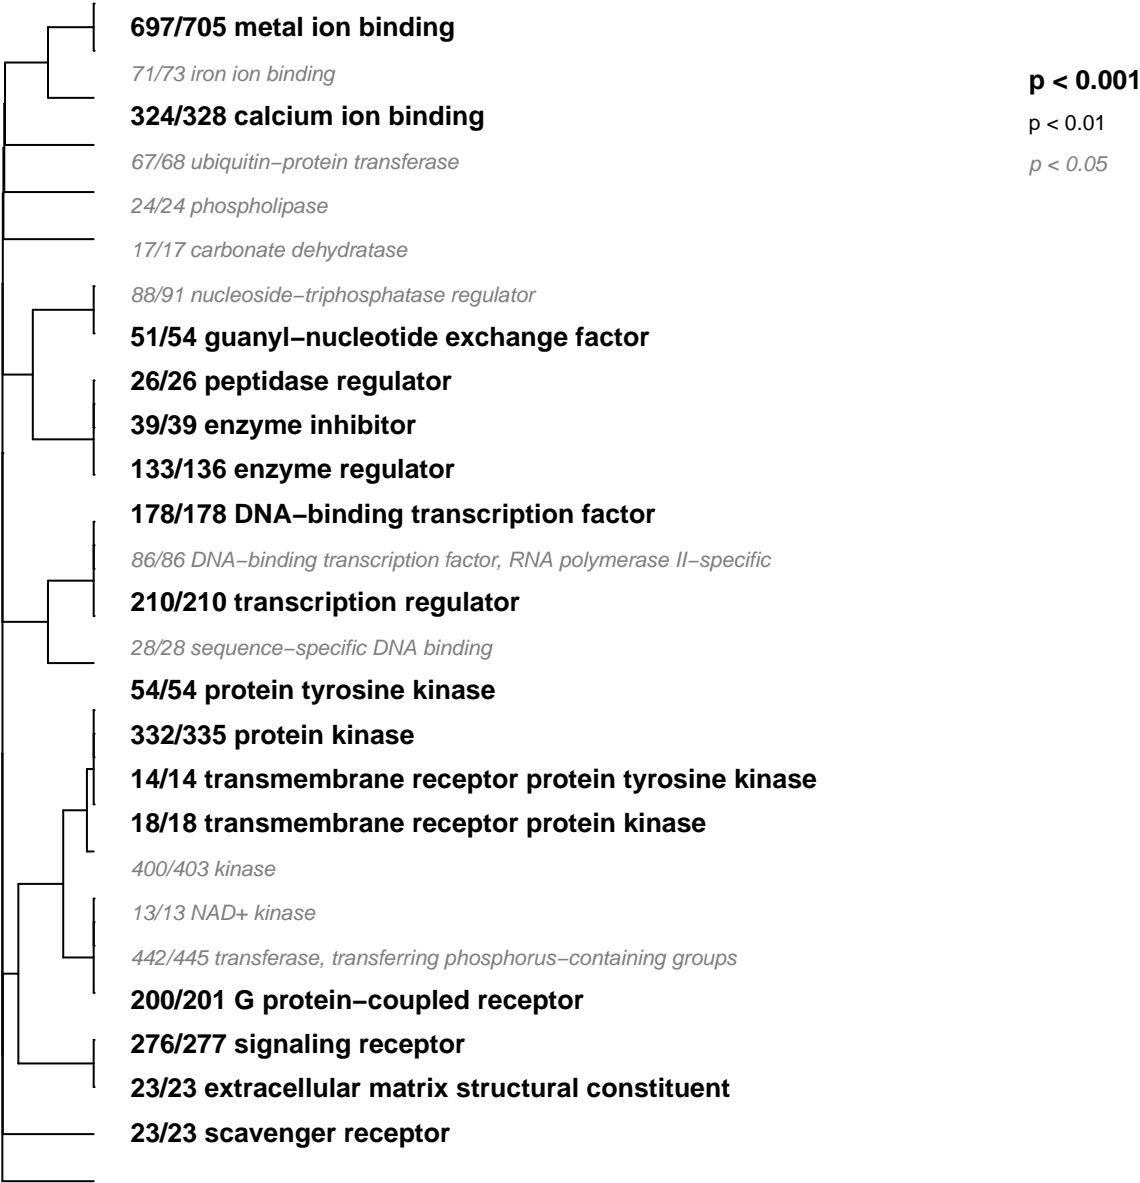 697/705 metal ion binding
71/73 iron ion binding
p < 0.001
324/328 calcium ion binding
p < 0.01
67/68 ubiquitin−protein transferase
p < 0.05
24/24 phospholipase
17/17 carbonate dehydratase
88/91 nucleoside−triphosphatase regulator
51/54 guanyl−nucleotide exchange factor
26/26 peptidase regulator
39/39 enzyme inhibitor
133/136 enzyme regulator
178/178 DNA−binding transcription factor
86/86 DNA−binding transcription factor, RNA polymerase II−specific
210/210 transcription regulator
28/28 sequence−specific DNA binding
54/54 protein tyrosine kinase
332/335 protein kinase
14/14 transmembrane receptor protein tyrosine kinase
18/18 transmembrane receptor protein kinase
400/403 kinase
13/13 NAD+ kinase
442/445 transferase, transferring phosphorus−containing groups
200/201 G protein−coupled receptor
276/277 signaling receptor
23/23 extracellular matrix structural constituent
23/23 scavenger receptor